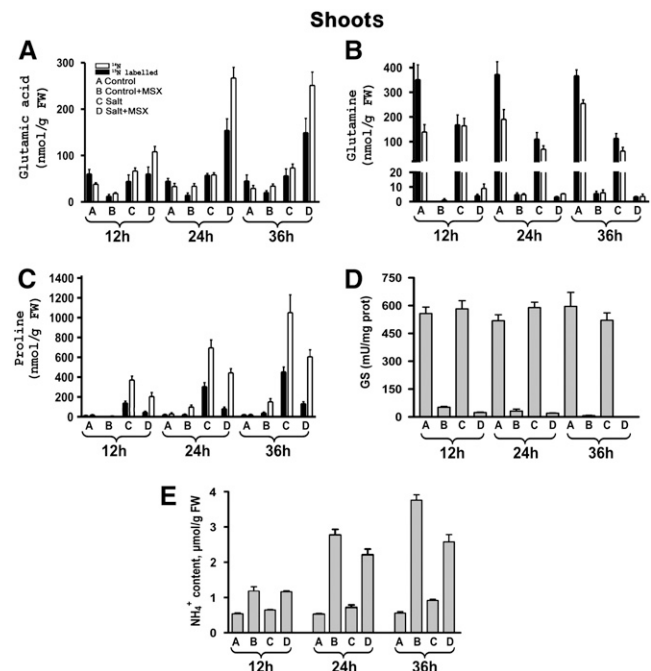 Shoots
A
Glutamic acid
(nmol/g FW)
300
200
100
0
¹⁴N
¹⁵N labelled
A Control
B Control+MSX
C Salt
D Salt+MSX
A B C D A B C D A B C D
12h 24h 36h
B
Glutamine
(nmol/g FW)
400
300
200
100
20
10
0
A B C D A B C D A B C D
12h 24h 36h
C
Proline
(nmol/g FW)
1400
1200
1000
800
600
400
200
0
A B C D A B C D A B C D
12h 24h 36h
D
GS (mU/mg prot)
750
600
450
300
150
0
A B C D A B C D A B C D
12h 24h 36h
E
NH₄⁺ content, µmol/g FW
4
3
2
1
0
A B C D A B C D A B C D
12h 24h 36h